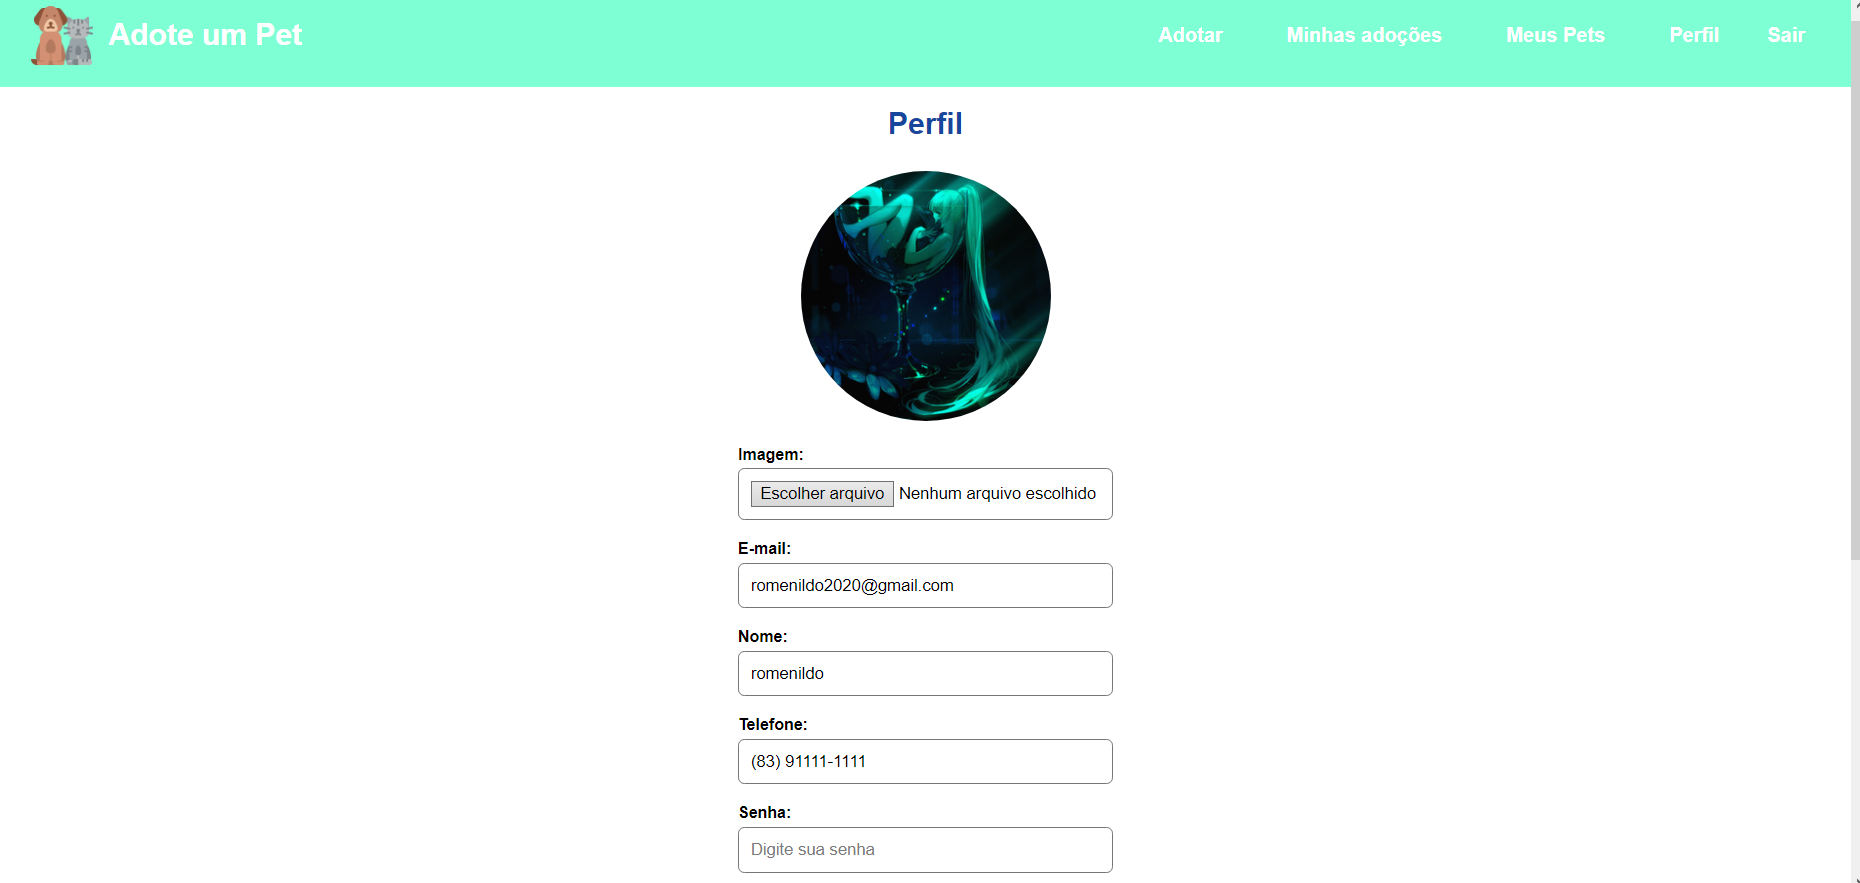 Adote um Pet
Adotar Minhas adoções Meus Pets Perfil Sair
Perfil
Imagem:
Escolher arquivo Nenhum arquivo escolhido
E-mail:
romenildo2020@gmail.com
Nome:
romenildo
Telefone:
(83) 91111-1111
Senha:
Digite sua senha